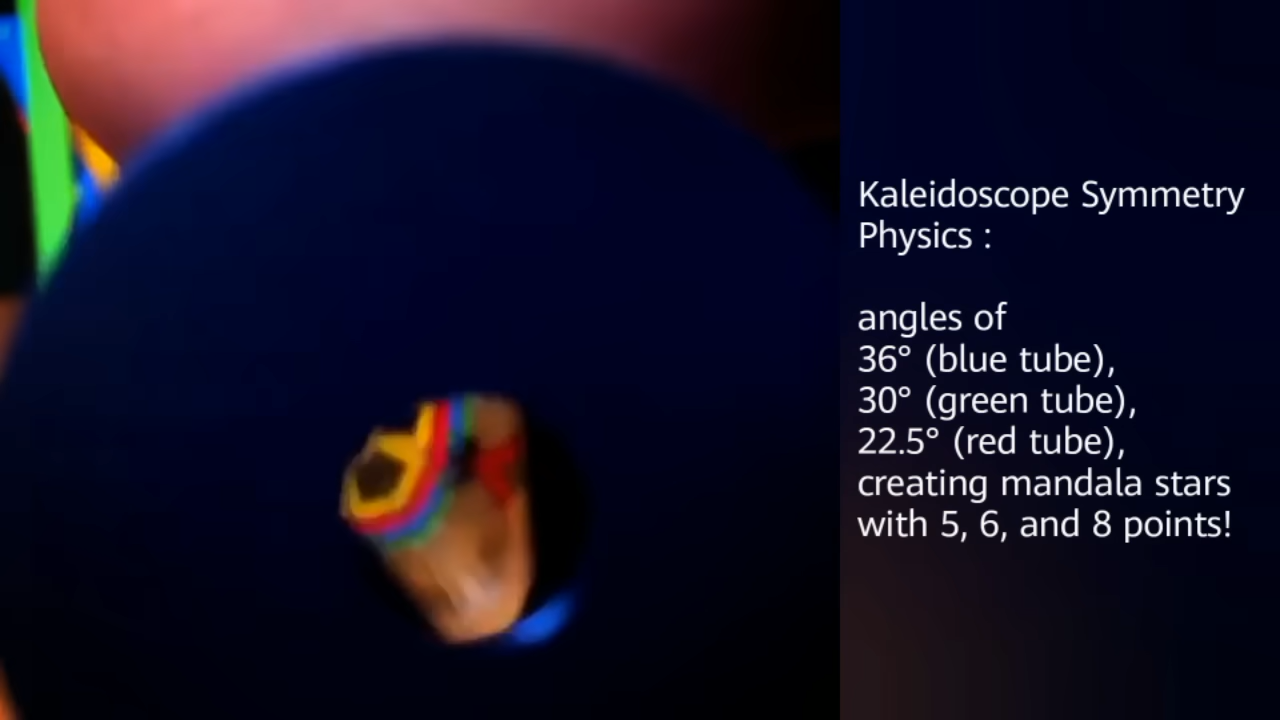 Kaleidoscope Symmetry
Physics :
angles of
36° (blue tube),
30° (green tube),
22.5° (red tube),
creating mandala stars
with 5, 6, and 8 points!